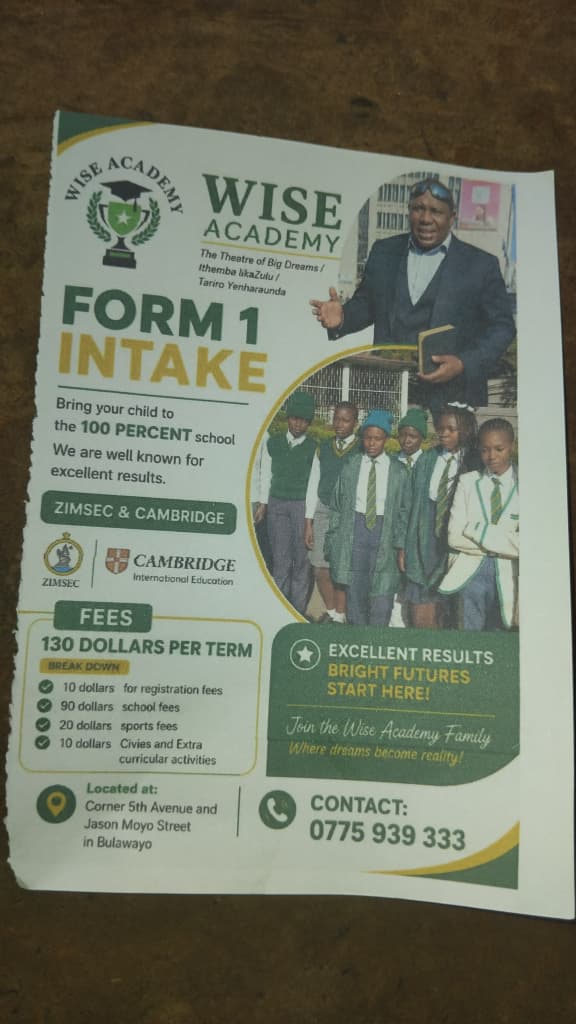 WISE ACADEMY
WISE
ACADEMY
The Theatre of Big Dreams /
Ithemba likaZulu /
Tariro Yenharaunda
FORM 1
INTAKE
Bring your child to
the 100 PERCENT school
We are well known for
excellent results.
ZIMSEC & CAMBRIDGE
ZIMSEC
CAMBRIDGE
International Education
FEES
130 DOLLARS PER TERM
BREAK DOWN
10 dollars for registration fees
90 dollars school fees
20 dollars sports fees
10 dollars Civies and Extra
curricular activities
EXCELLENT RESULTS
BRIGHT FUTURES
START HERE!
Join the Wise Academy Family
Where dreams become reality!
Located at:
Corner 5th Avenue and
Jason Moyo Street
in Bulawayo
CONTACT:
0775 939 333